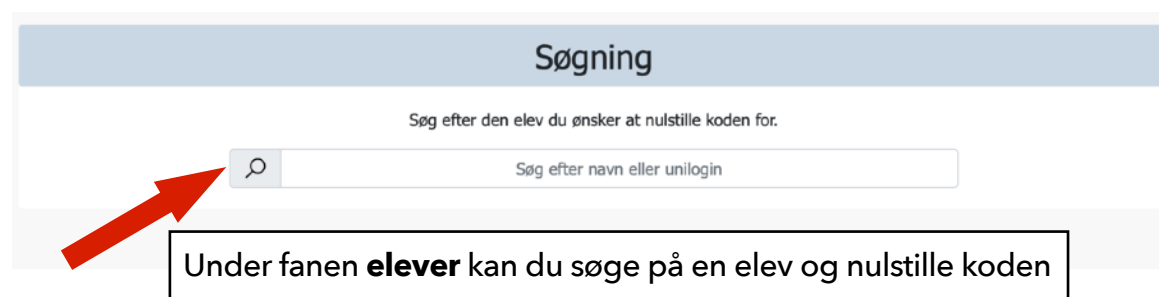 Søgning
Søg efter den elev du ønsker at nulstille koden for.
Søg efter navn eller unilogin
Under fanen elever kan du søge på en elev og nulstille koden